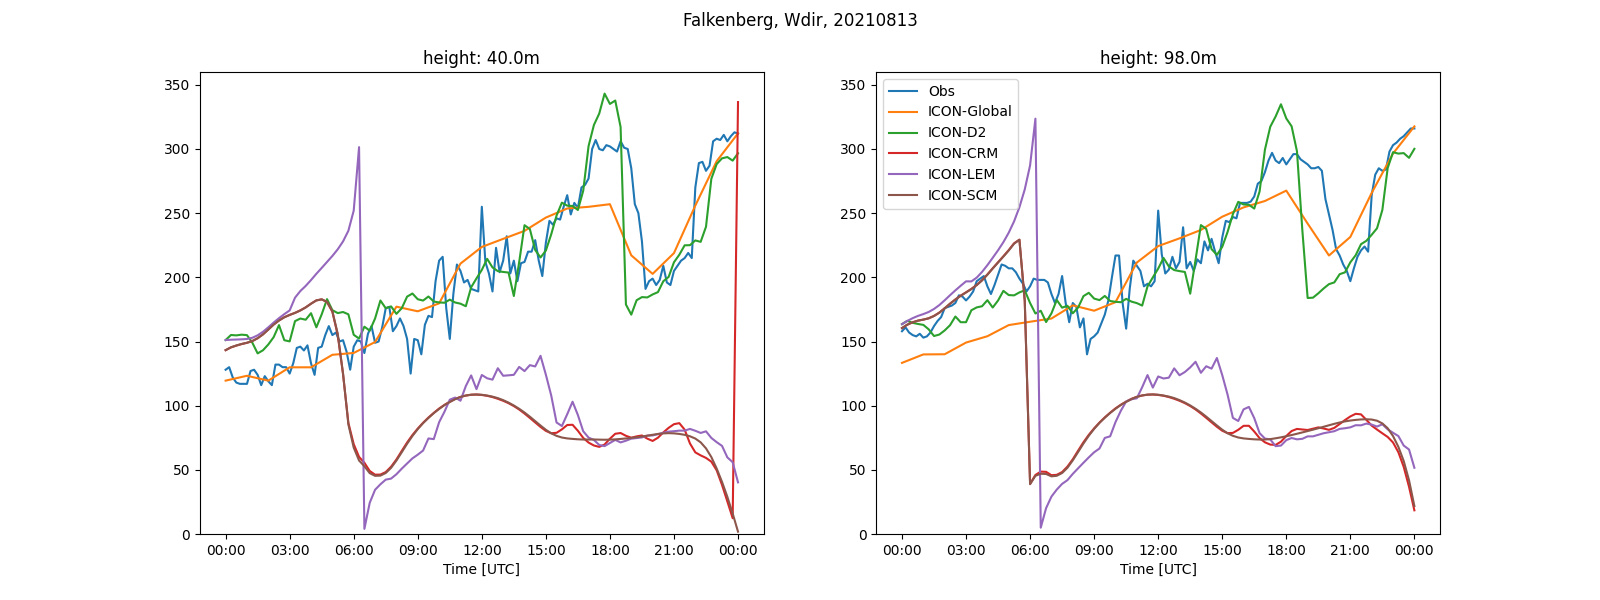 Falkenberg, Wdir, 20210813
height: 40.0m
350
300
250
200
150
100
50
0
00:00 03:00 06:00 09:00 12:00 15:00 18:00 21:00 00:00
Time [UTC]
height: 98.0m
Obs
ICON-Global
ICON-D2
ICON-CRM
ICON-LEM
ICON-SCM
350
300
250
200
150
100
50
0
00:00 03:00 06:00 09:00 12:00 15:00 18:00 21:00 00:00
Time [UTC]